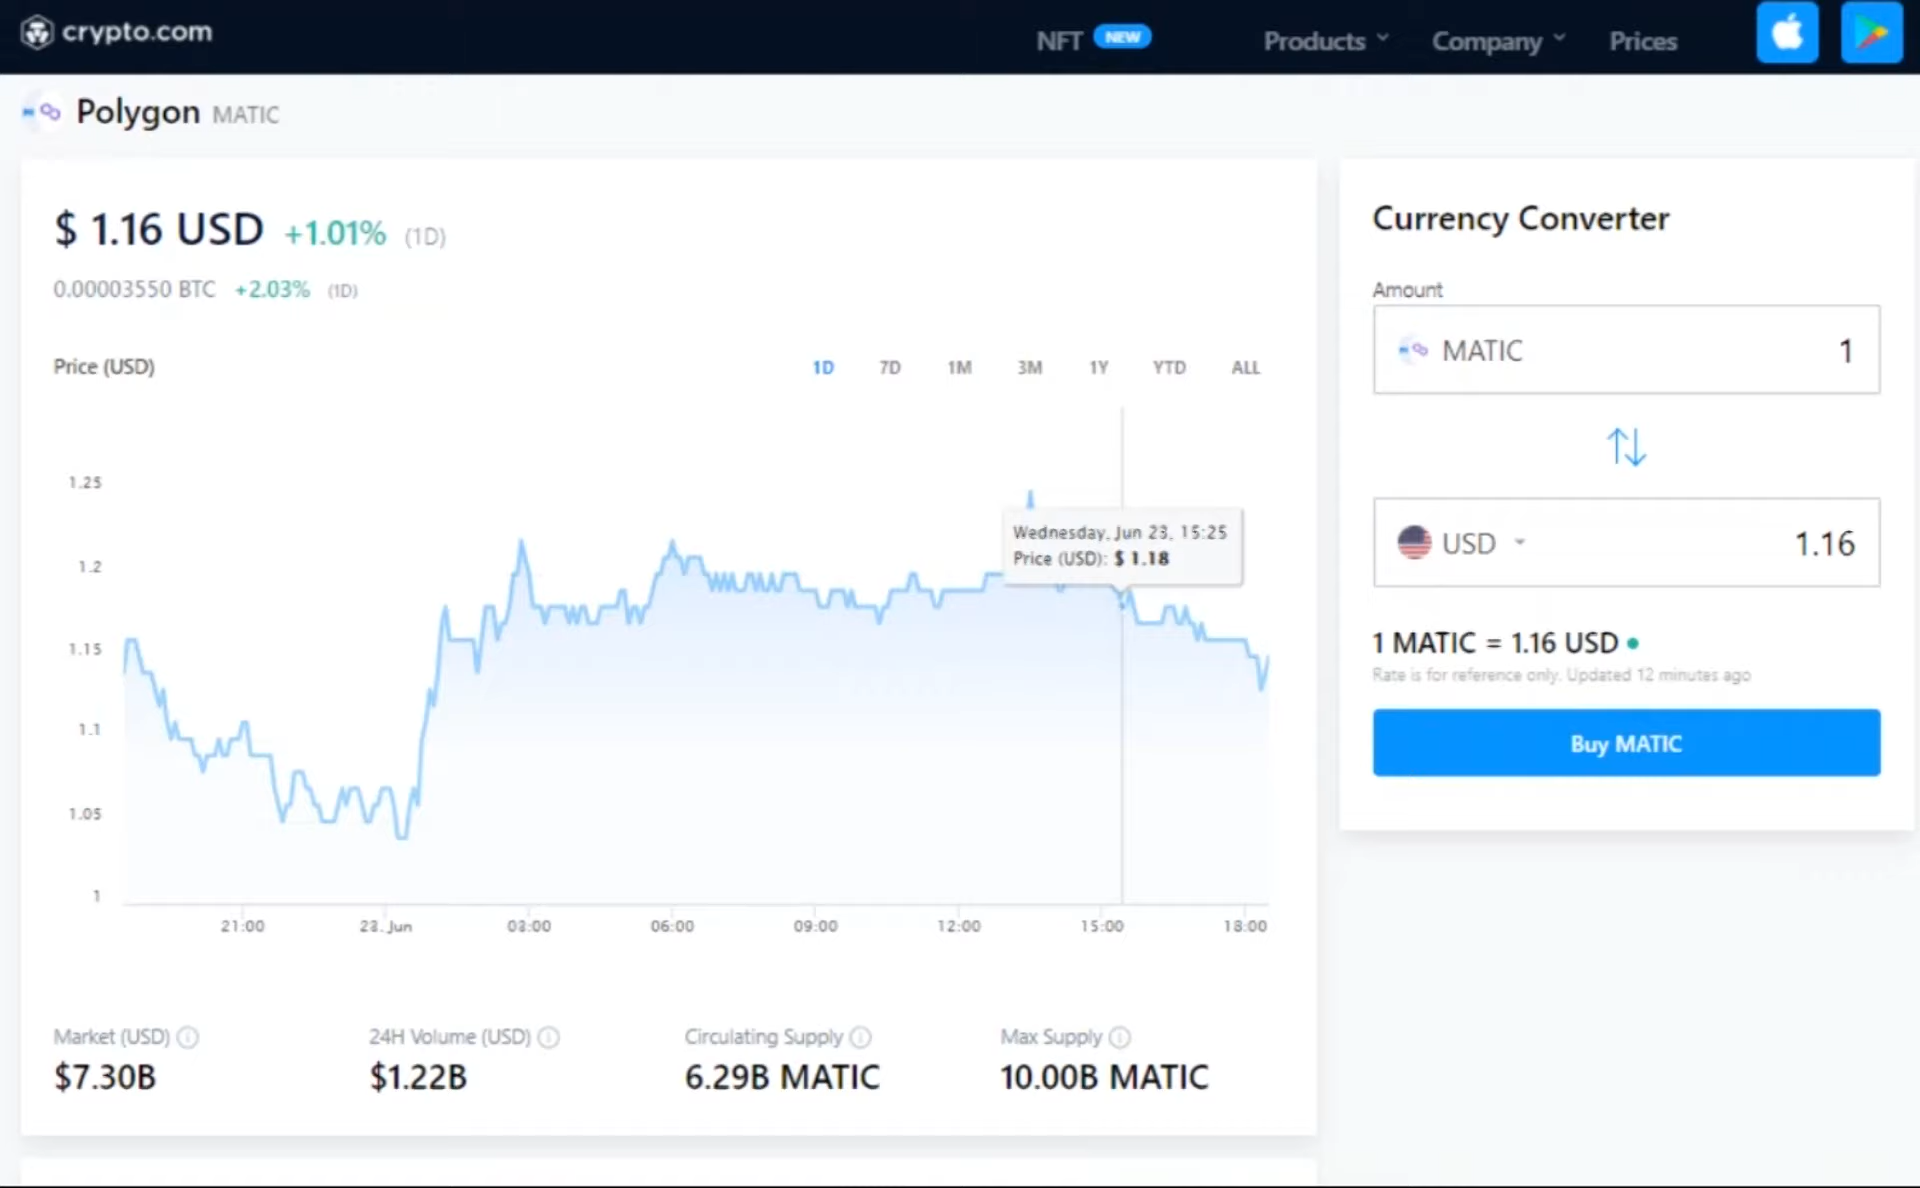 crypto.com
NFT NEW Products Company Prices
Polygon MATIC
$ 1.16 USD +1.01% (1D)
0.00003550 BTC +2.03% (1D)
Price (USD)
1D 7D 1M 3M 1Y YTD ALL
1.25
1.2
1.15
1.1
1.05
1
Wednesday, Jun 23, 15:25
Price (USD): $ 1.18
21:00 23. Jun 03:00 06:00 09:00 12:00 15:00 18:00
Market (USD) 24H Volume (USD) Circulating Supply Max Supply
$7.30B $1.22B 6.29B MATIC 10.00B MATIC
Currency Converter
Amount
MATIC 1
USD 1.16
1 MATIC = 1.16 USD
Rate is for reference only. Updated 12 minutes ago
Buy MATIC